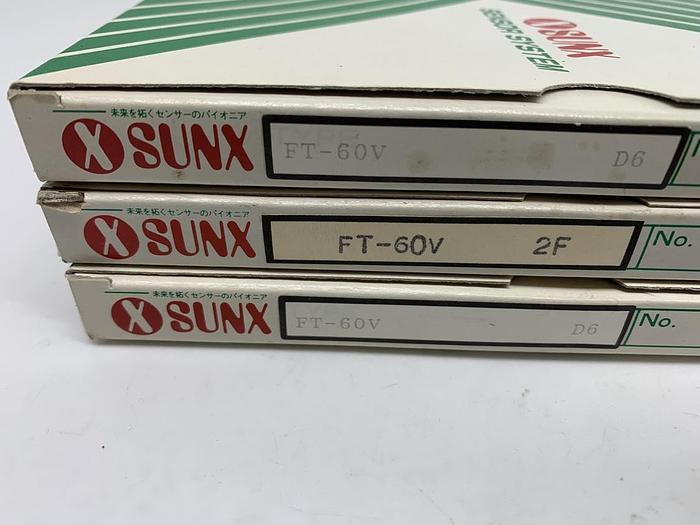 SUNX
SENSOR SYSTEM
未来を拓くセンサーのパイオニア
X SUNX
TYPE
FT-60V D6
未来を拓くセンサーのパイオニア
X SUNX
FT-60V 2F
No.
未来を拓くセンサーのパイオニア
X SUNX
FT-60V D6
No.